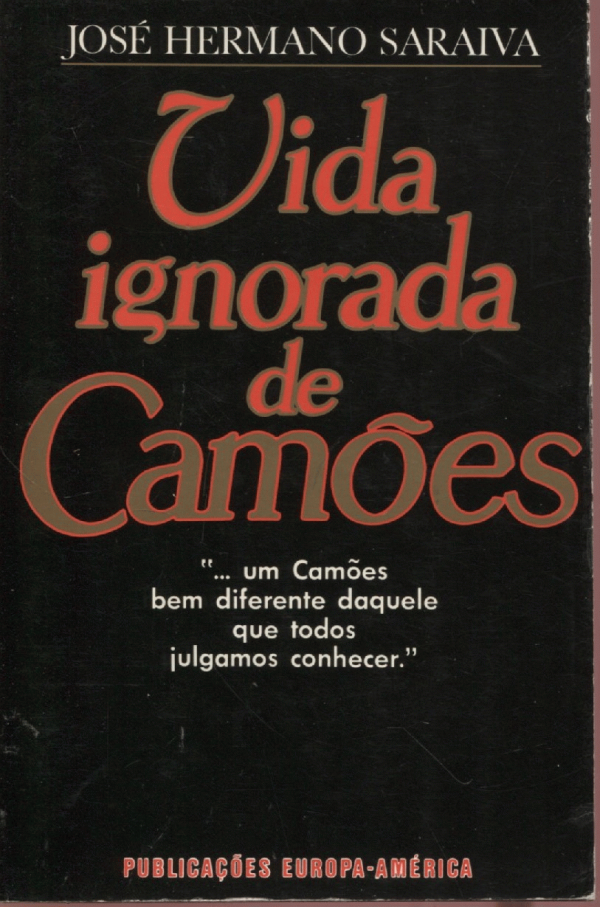 JOSÉ HERMANO SARAIVA
Vida
ignorada
de
Camões
"... um Camões
bem diferente daquele
que todos
julgamos conhecer."
PUBLICAÇÕES EUROPA-AMÉRICA